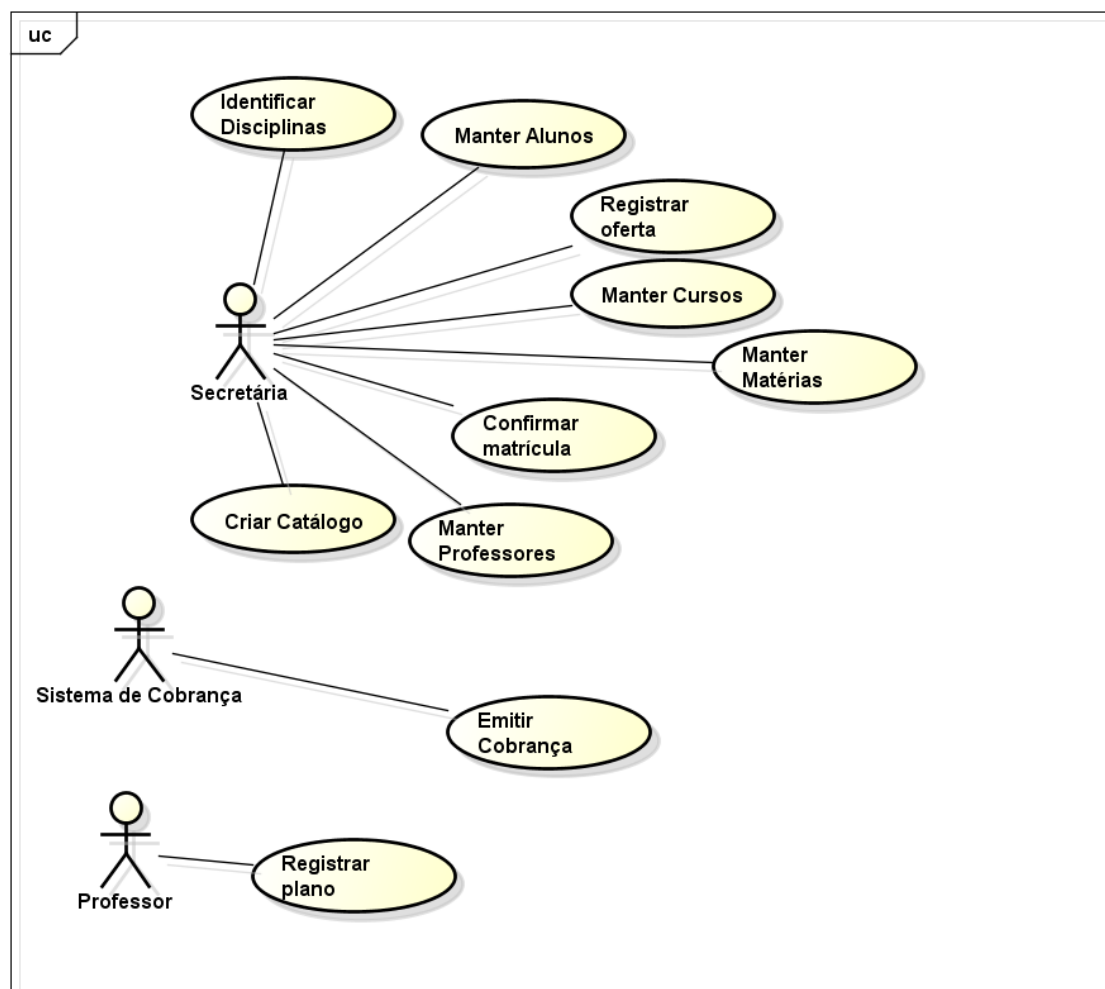 uc
Identificar
Disciplinas
Manter Alunos
Registrar
oferta
Manter Cursos
Manter
Matérias
Secretária
Confirmar
matrícula
Criar Catálogo
Manter
Professores
Sistema de Cobrança
Emitir
Cobrança
Registrar
plano
Professor